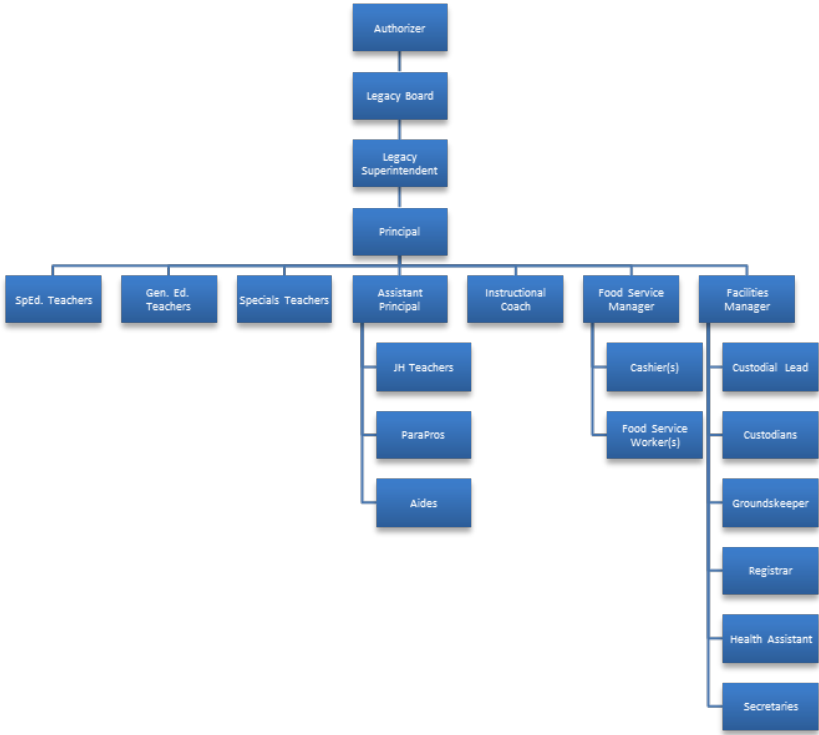 Authorizer
Legacy Board
Legacy
Superintendent
Principal
SpEd. Teachers
Gen. Ed.
Teachers
Specials Teachers
Assistant
Principal
Instructional
Coach
Food Service
Manager
Facilities
Manager
JH Teachers
ParaPros
Aides
Cashier(s)
Food Service
Worker(s)
Custodial Lead
Custodians
Groundskeeper
Registrar
Health Assistant
Secretaries